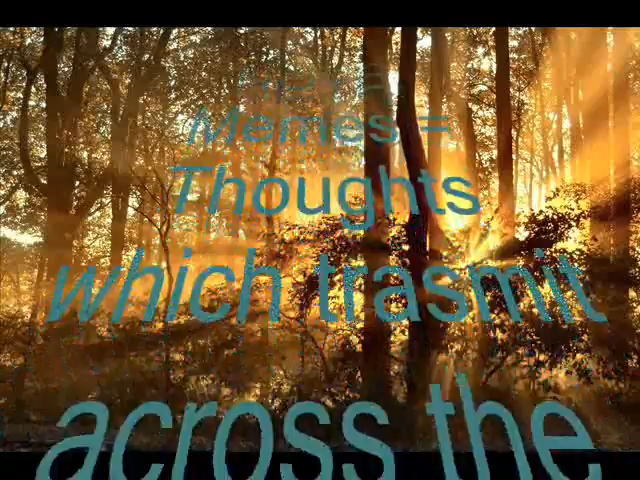 Memes =
Thoughts
which trasmit
across the